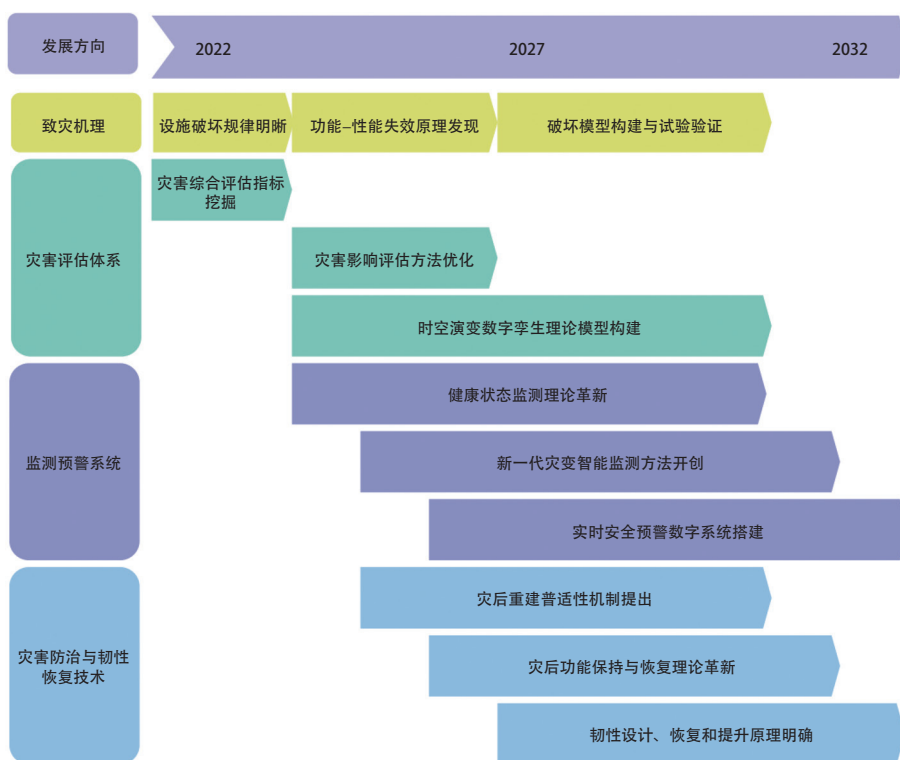 发展方向
2022
2027
2032
致灾机理
设施破坏规律明晰
功能–性能失效原理发现
破坏模型构建与试验验证
灾害评估体系
灾害综合评估指标
挖掘
灾害影响评估方法优化
时空演变数字孪生理论模型构建
监测预警系统
健康状态监测理论革新
新一代灾变智能监测方法开创
实时安全预警数字系统搭建
灾害防治与韧性
恢复技术
灾后重建普适性机制提出
灾后功能保持与恢复理论革新
韧性设计、恢复和提升原理明确